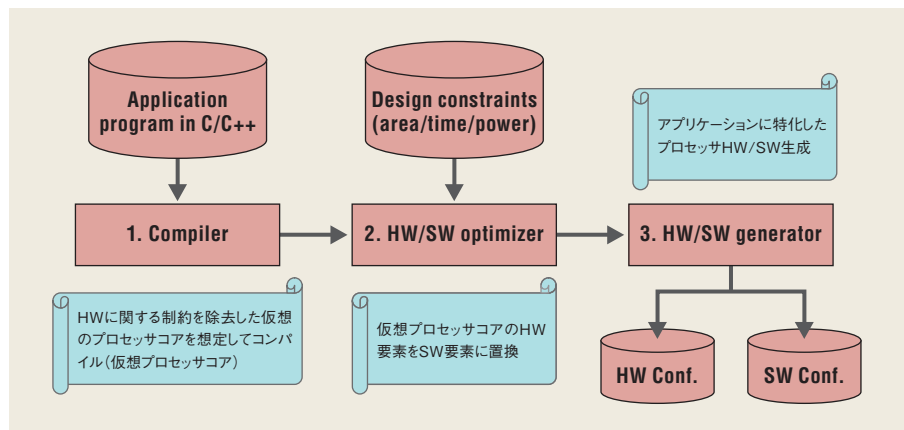 Application
program in C/C++
Design constraints
(area/time/power)
アプリケーションに特化した
プロセッサHW/SW生成
1. Compiler
2. HW/SW optimizer
3. HW/SW generator
HWに関する制約を除去した仮想
のプロセッサコアを想定してコンパ
イル(仮想プロセッサコア)
仮想プロセッサコアのHW
要素をSW要素に置換
HW Conf.
SW Conf.